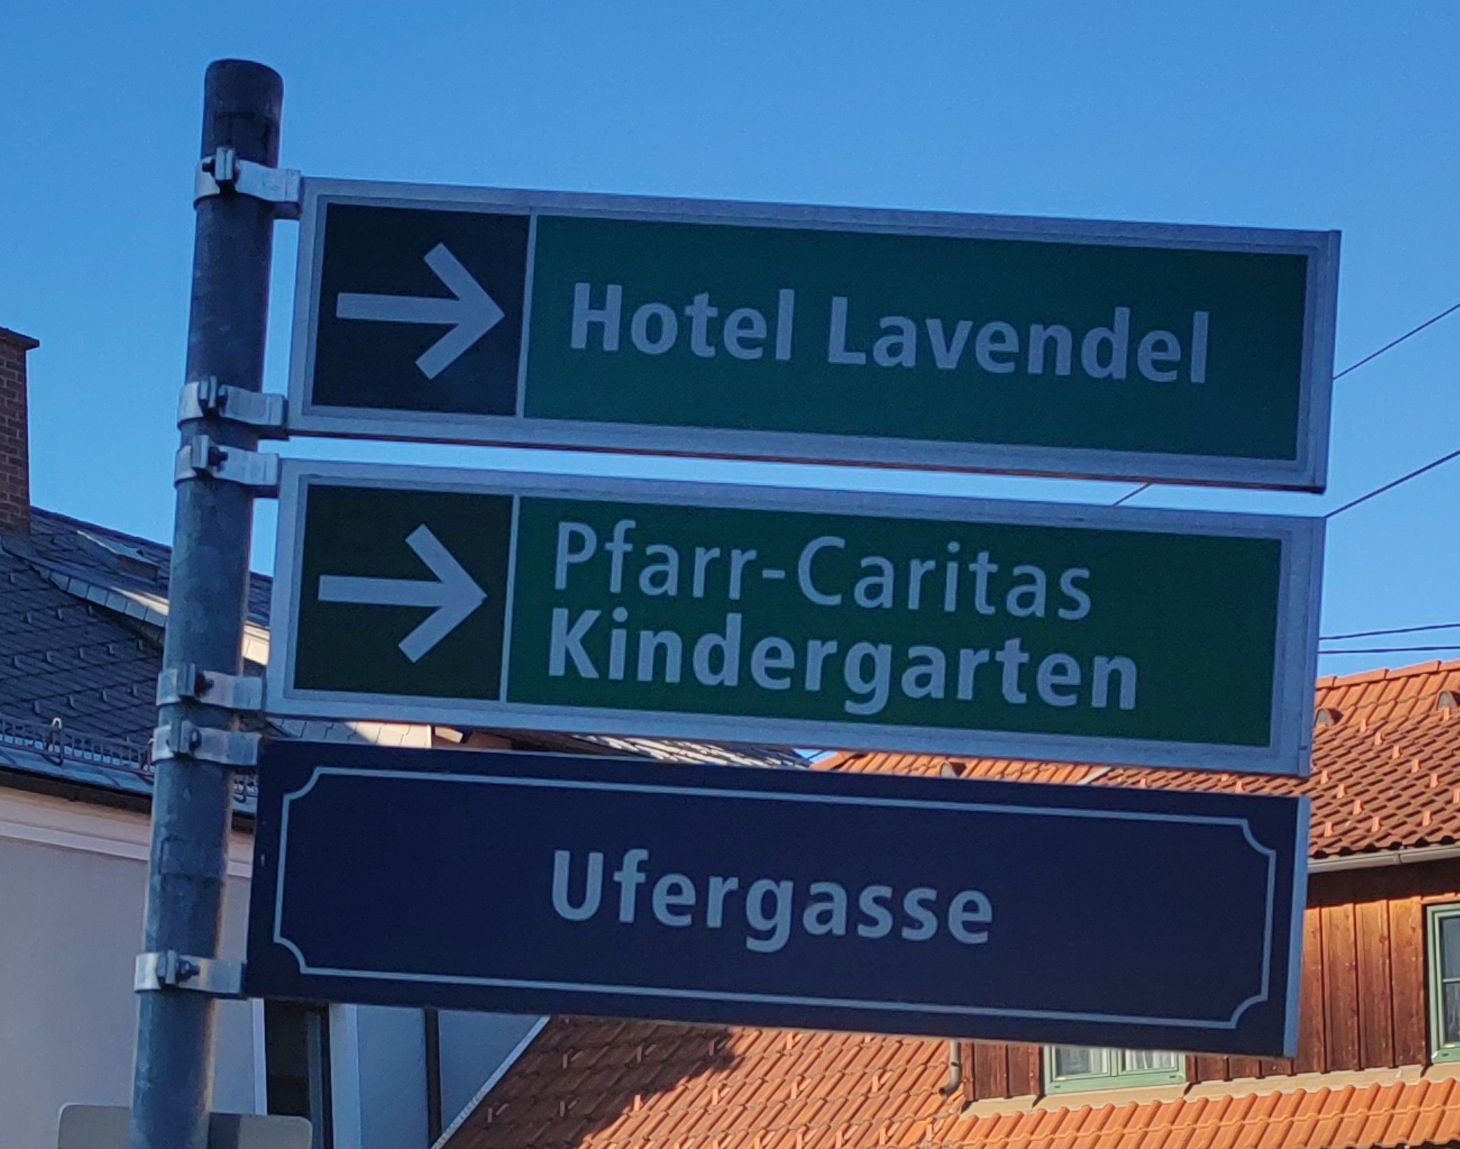 Hotel Lavendel
Pfarr-Caritas
Kindergarten
Ufergasse